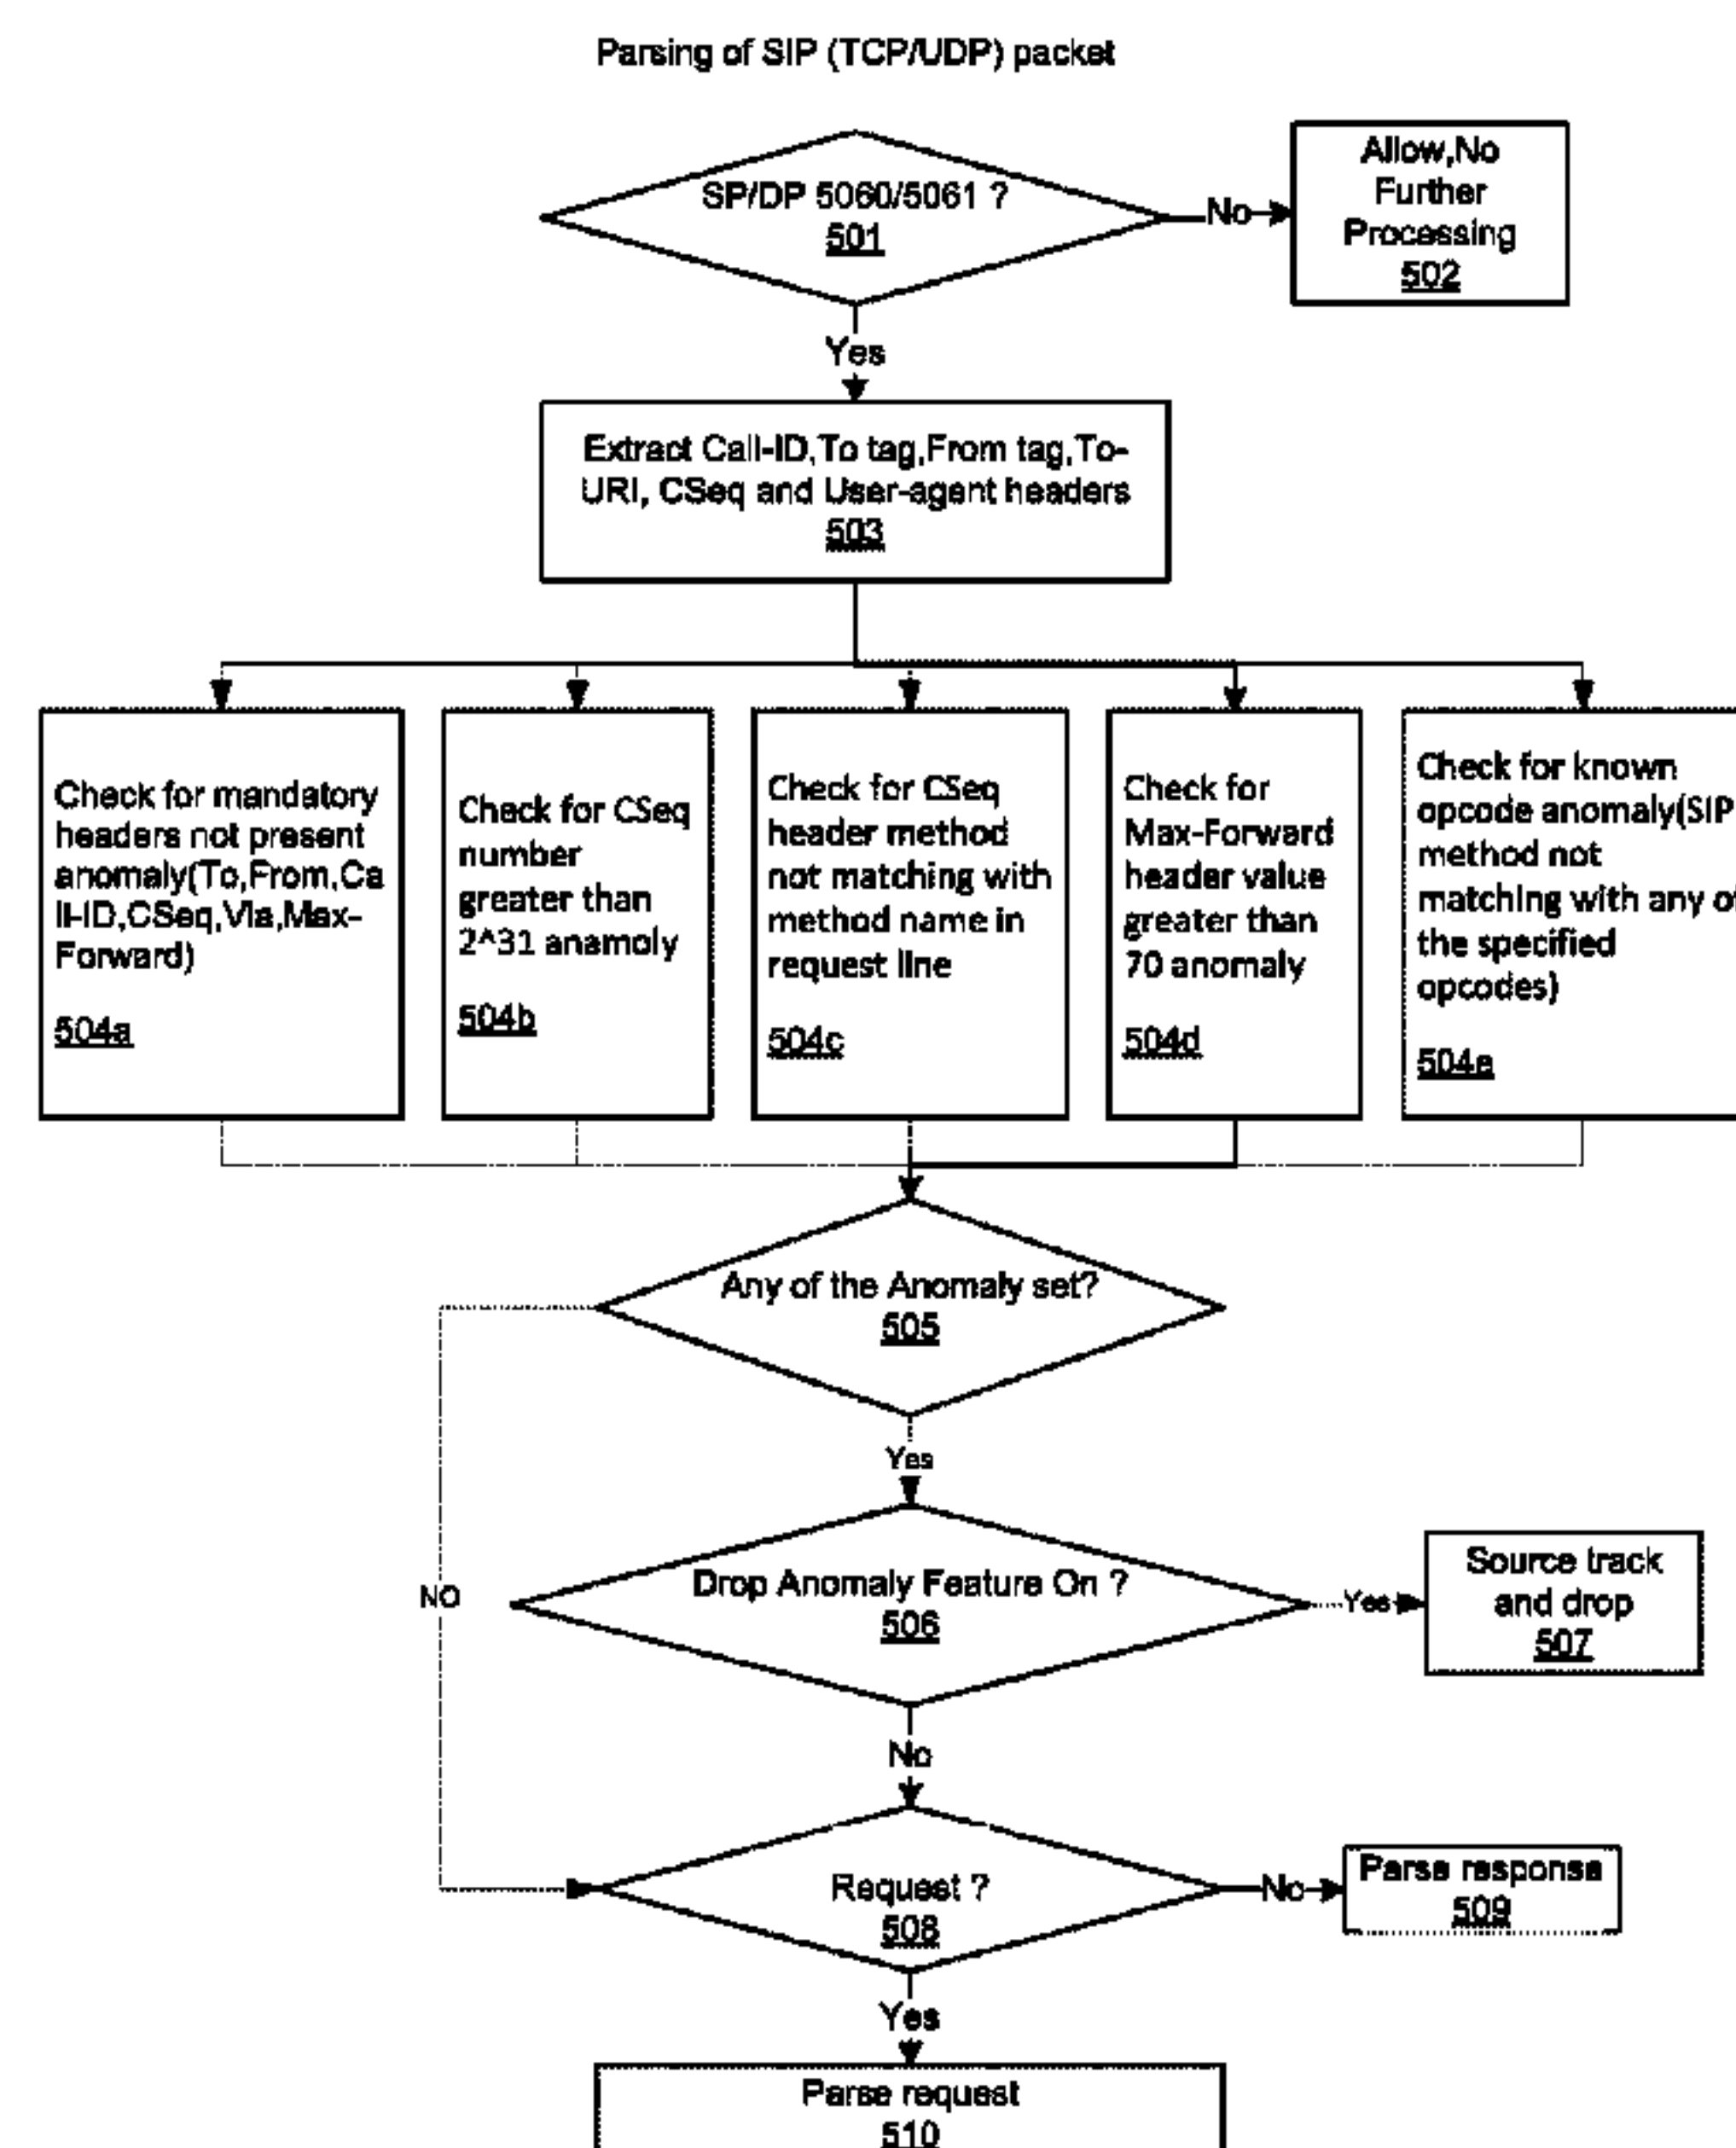 Parsing of SIP (TCP/UDP) packet
SP/DP 5060/5061 ?
501
No
Allow,No
Further
Processing
502
Yes
Extract Call-ID,To tag,From tag,To-
URI, CSeq and User-agent headers
503
Check for mandatory
headers not present
anomaly(To,From,Ca
ll-ID,CSeq,Via,Max-
Forward)
504a
Check for CSeq
number
greater than
2^31 anamoly
504b
Check for CSeq
header method
not matching with
method name in
request line
504c
Check for
Max-Forward
header value
greater than
70 anomaly
504d
Check for known
opcode anomaly(SIP
method not
matching with any of
the specified
opcodes)
504e
Any of the Anomaly set?
505
Yes
NO
Drop Anomaly Feature On ?
506
Yes
Source track
and drop
507
No
Request ?
508
No
Parse response
509
Yes
Parse request
510